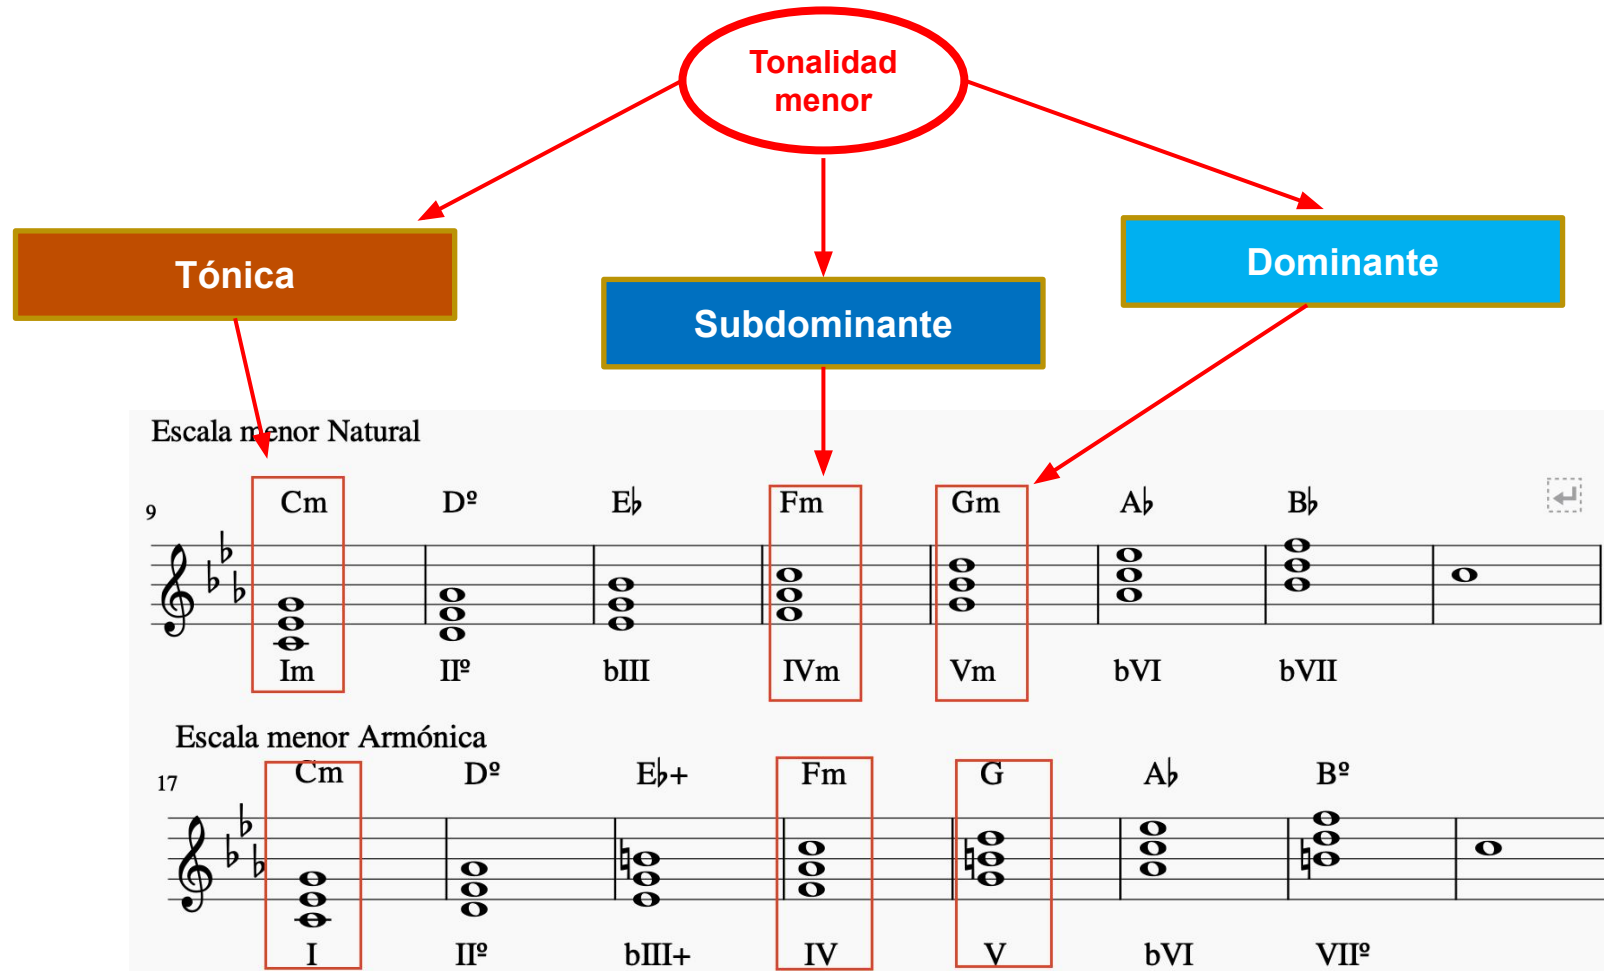 Tonalidad
menor
Tónica
Subdominante
Dominante
Escala menor Natural
9 Cm Dº E♭ Fm Gm A♭ B♭
Im IIº bIII IVm Vm bVI bVII
Escala menor Armónica
17 Cm Dº E♭+ Fm G A♭ Bº
I IIº bIII+ IV V bVI VIIº